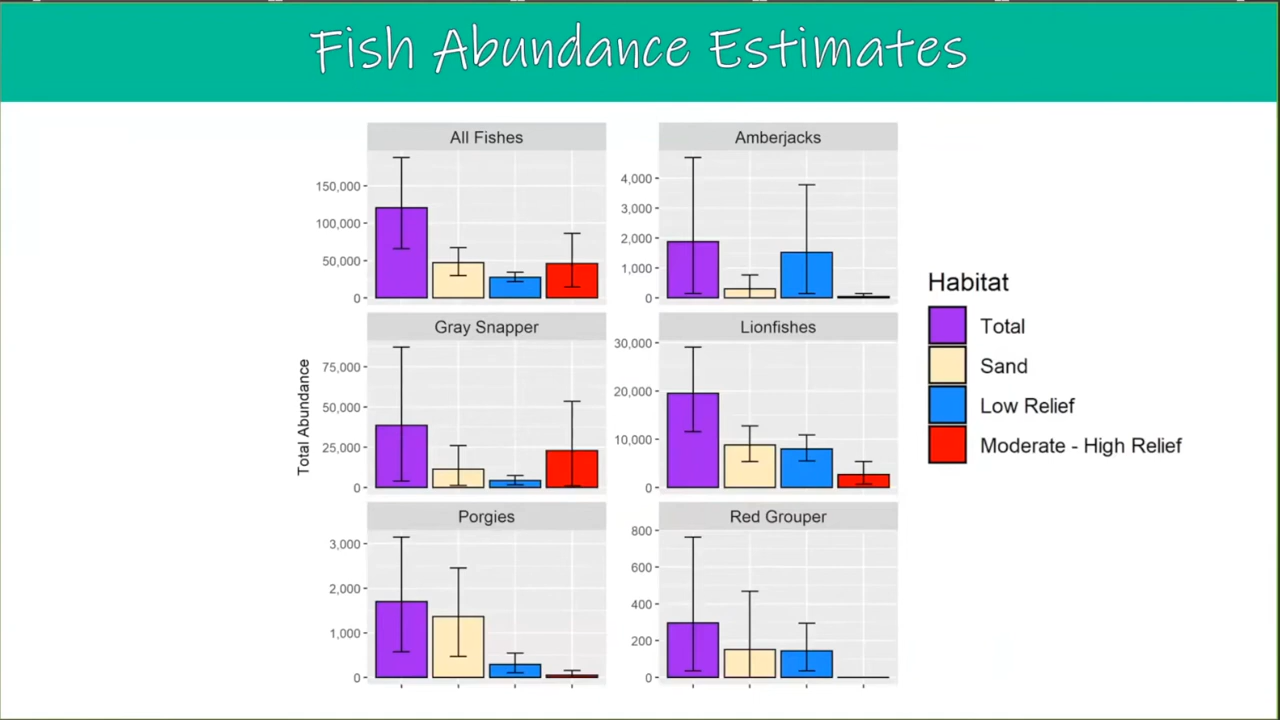 Fish Abundance Estimates
All Fishes
150,000
100,000
50,000
0
Amberjacks
4,000
3,000
2,000
1,000
0
Gray Snapper
75,000
50,000
25,000
0
Lionfishes
30,000
20,000
10,000
0
Porgies
3,000
2,000
1,000
0
Red Grouper
800
600
400
200
0
Total Abundance
Habitat
Total
Sand
Low Relief
Moderate - High Relief